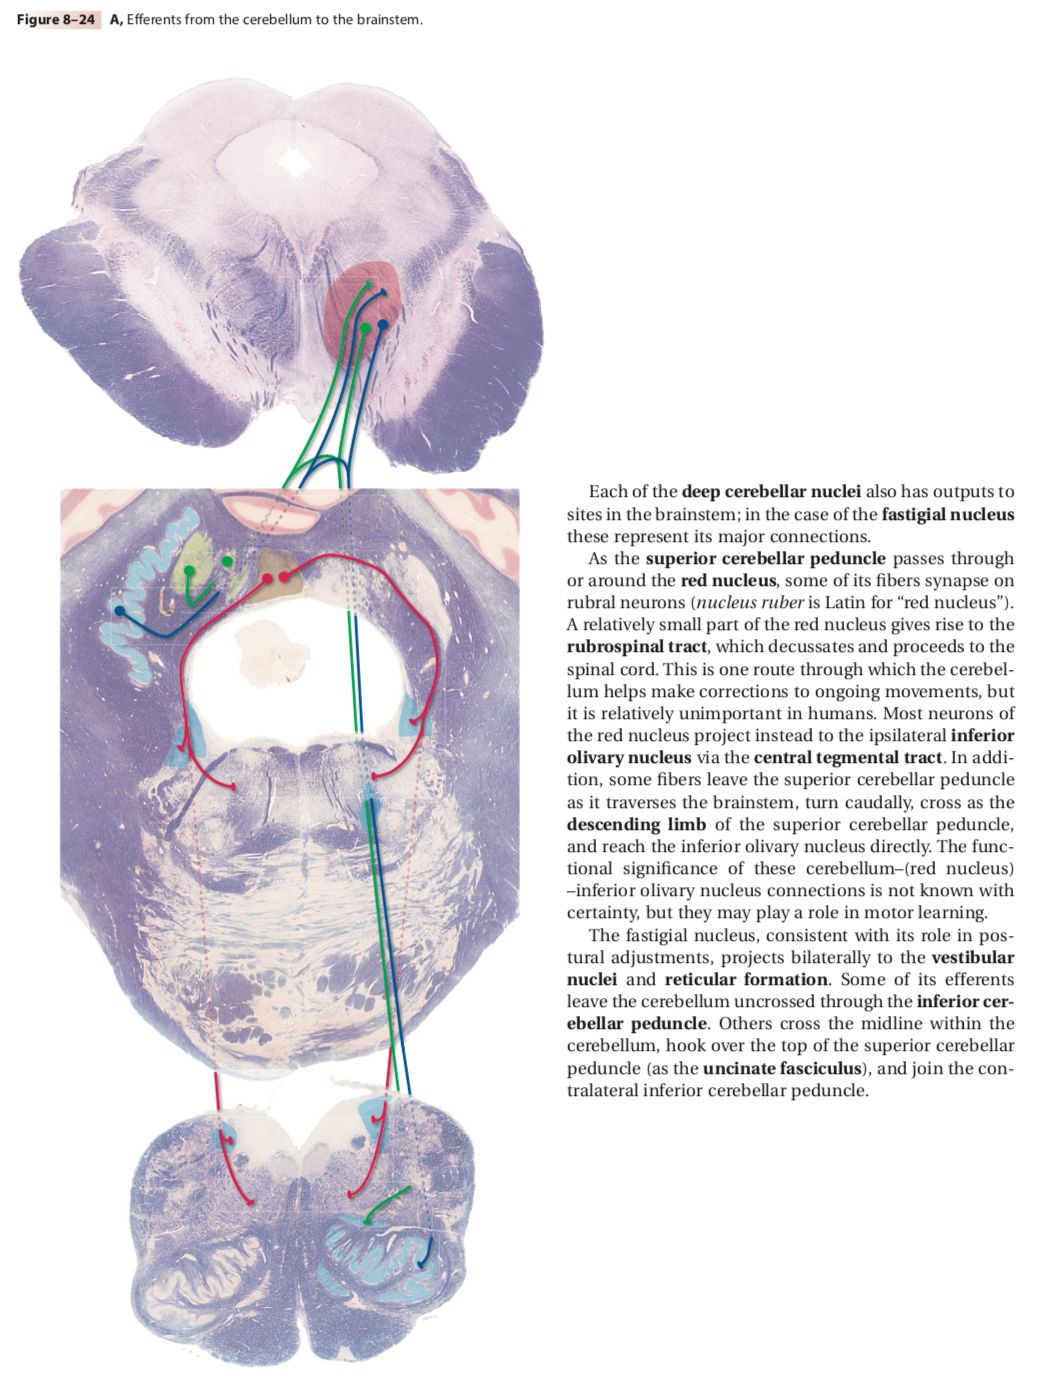 Figure 8–24 A, Efferents from the cerebellum to the brainstem.
Each of the deep cerebellar nuclei also has outputs to
sites in the brainstem; in the case of the fastigial nucleus
these represent its major connections.
As the superior cerebellar peduncle passes through
or around the red nucleus, some of its fibers synapse on
rubral neurons (nucleus ruber is Latin for “red nucleus”).
A relatively small part of the red nucleus gives rise to the
rubrospinal tract, which decussates and proceeds to the
spinal cord. This is one route through which the cerebel-
lum helps make corrections to ongoing movements, but
it is relatively unimportant in humans. Most neurons of
the red nucleus project instead to the ipsilateral inferior
olivary nucleus via the central tegmental tract. In addi-
tion, some fibers leave the superior cerebellar peduncle
as it traverses the brainstem, turn caudally, cross as the
descending limb of the superior cerebellar peduncle,
and reach the inferior olivary nucleus directly. The func-
tional significance of these cerebellum–(red nucleus)
–inferior olivary nucleus connections is not known with
certainty, but they may play a role in motor learning.
The fastigial nucleus, consistent with its role in pos-
tural adjustments, projects bilaterally to the vestibular
nuclei and reticular formation. Some of its efferents
leave the cerebellum uncrossed through the inferior cer-
ebellar peduncle. Others cross the midline within the
cerebellum, hook over the top of the superior cerebellar
peduncle (as the uncinate fasciculus), and join the con-
tralateral inferior cerebellar peduncle.